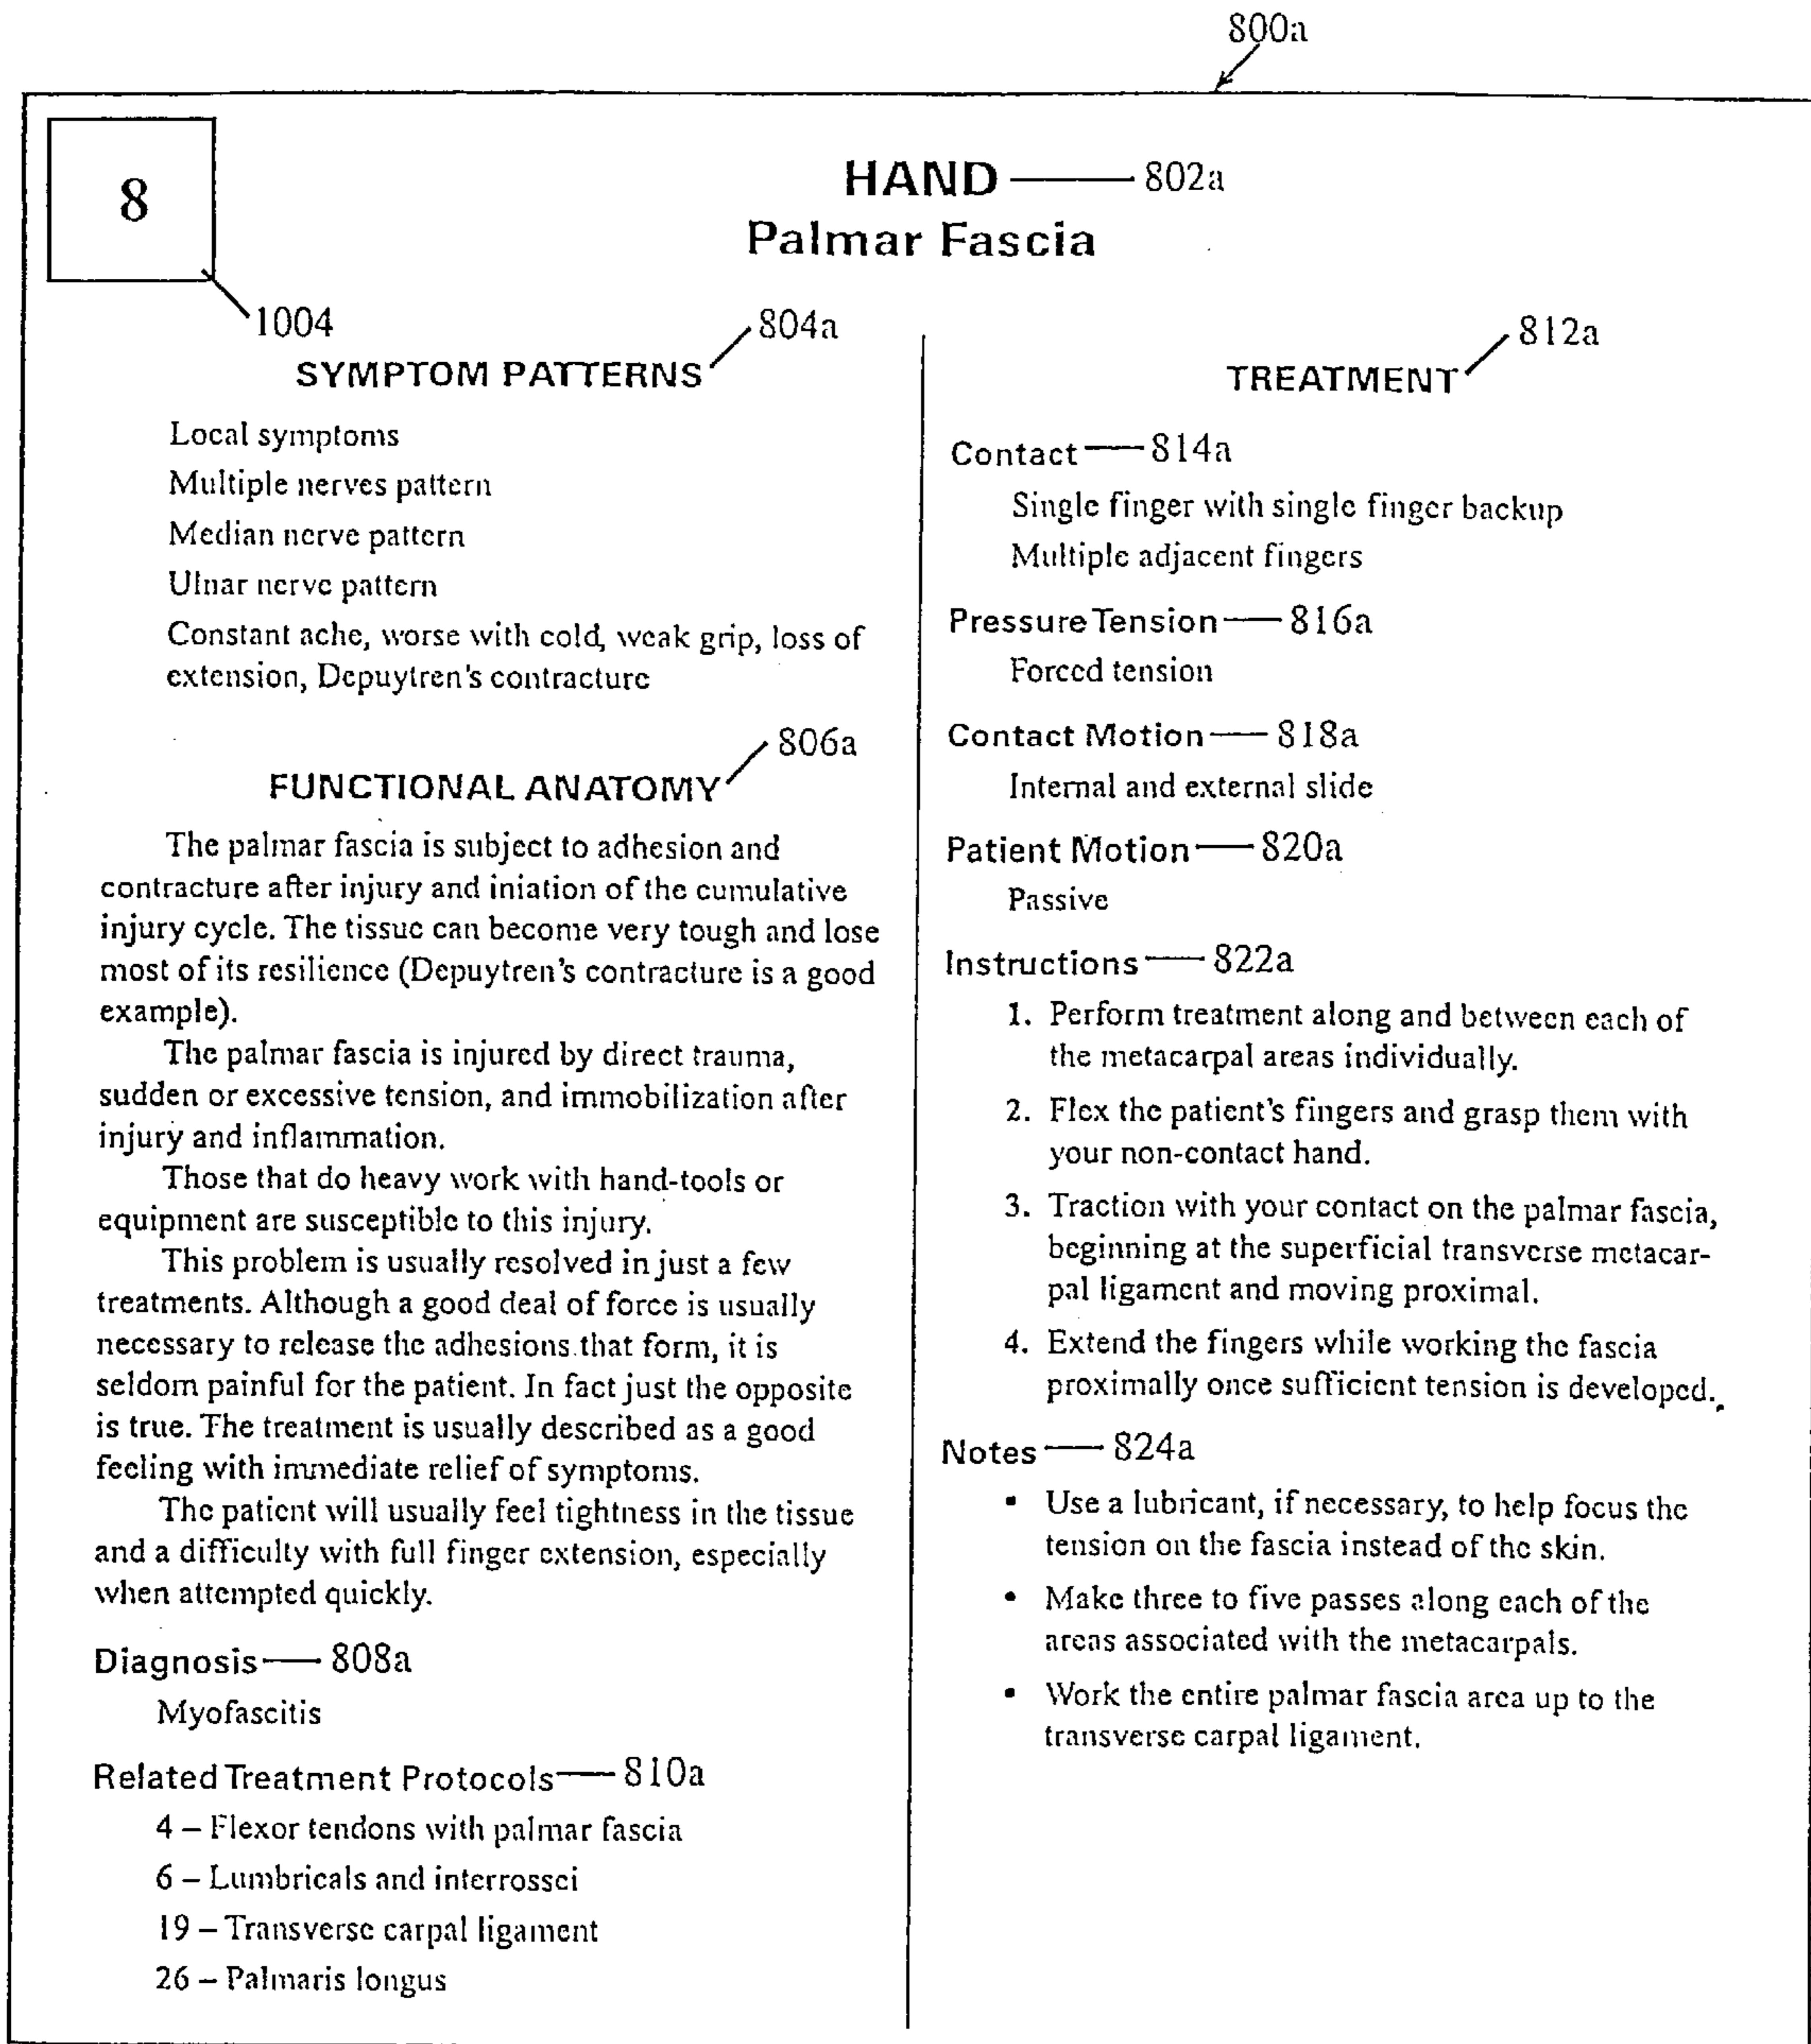 800a
8
HAND — 802a
Palmar Fascia
1004
804a
SYMPTOM PATTERNS
Local symptoms
Multiple nerves pattern
Median nerve pattern
Ulnar nerve pattern
Constant ache, worse with cold, weak grip, loss of
extension, Depuytren's contracture
806a
FUNCTIONAL ANATOMY
The palmar fascia is subject to adhesion and
contracture after injury and iniation of the cumulative
injury cycle. The tissue can become very tough and lose
most of its resilience (Depuytren's contracture is a good
example).
The palmar fascia is injured by direct trauma,
sudden or excessive tension, and immobilization after
injury and inflammation.
Those that do heavy work with hand-tools or
equipment are susceptible to this injury.
This problem is usually resolved in just a few
treatments. Although a good deal of force is usually
necessary to release the adhesions that form, it is
seldom painful for the patient. In fact just the opposite
is true. The treatment is usually described as a good
feeling with immediate relief of symptoms.
The patient will usually feel tightness in the tissue
and a difficulty with full finger extension, especially
when attempted quickly.
Diagnosis — 808a
Myofascitis
Related Treatment Protocols — 810a
4 – Flexor tendons with palmar fascia
6 – Lumbricals and interrossei
19 – Transverse carpal ligament
26 – Palmaris longus
812a
TREATMENT
Contact — 814a
Single finger with single finger backup
Multiple adjacent fingers
Pressure Tension — 816a
Forced tension
Contact Motion — 818a
Internal and external slide
Patient Motion — 820a
Passive
Instructions — 822a
1. Perform treatment along and between each of
the metacarpal areas individually.
2. Flex the patient's fingers and grasp them with
your non-contact hand.
3. Traction with your contact on the palmar fascia,
beginning at the superficial transverse metacar-
pal ligament and moving proximal.
4. Extend the fingers while working the fascia
proximally once sufficient tension is developed.
Notes — 824a
• Use a lubricant, if necessary, to help focus the
tension on the fascia instead of the skin.
• Make three to five passes along each of the
areas associated with the metacarpals.
• Work the entire palmar fascia area up to the
transverse carpal ligament.